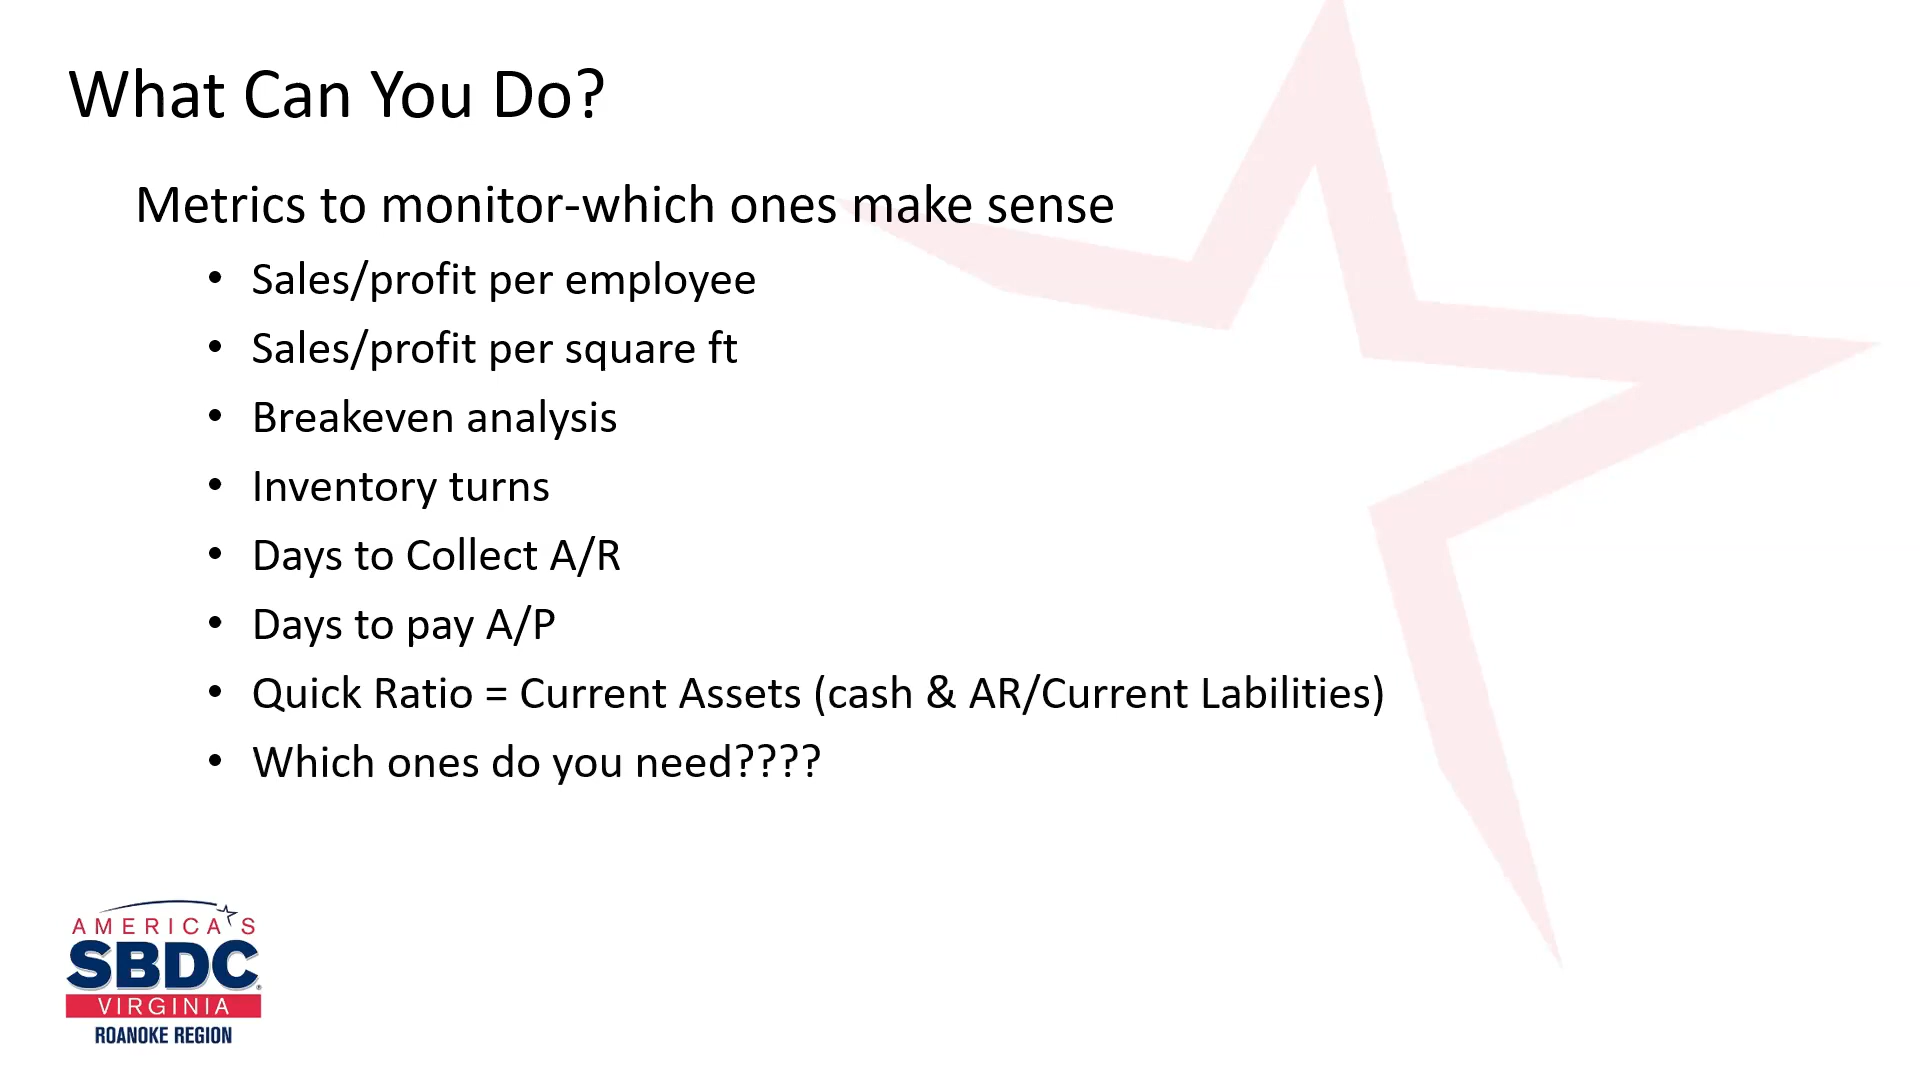 What Can You Do?
Metrics to monitor-which ones make sense
• Sales/profit per employee
• Sales/profit per square ft
• Breakeven analysis
• Inventory turns
• Days to Collect A/R
• Days to pay A/P
• Quick Ratio = Current Assets (cash & AR/Current Labilities)
• Which ones do you need????
AMERICA'S
SBDC®
VIRGINIA
ROANOKE REGION